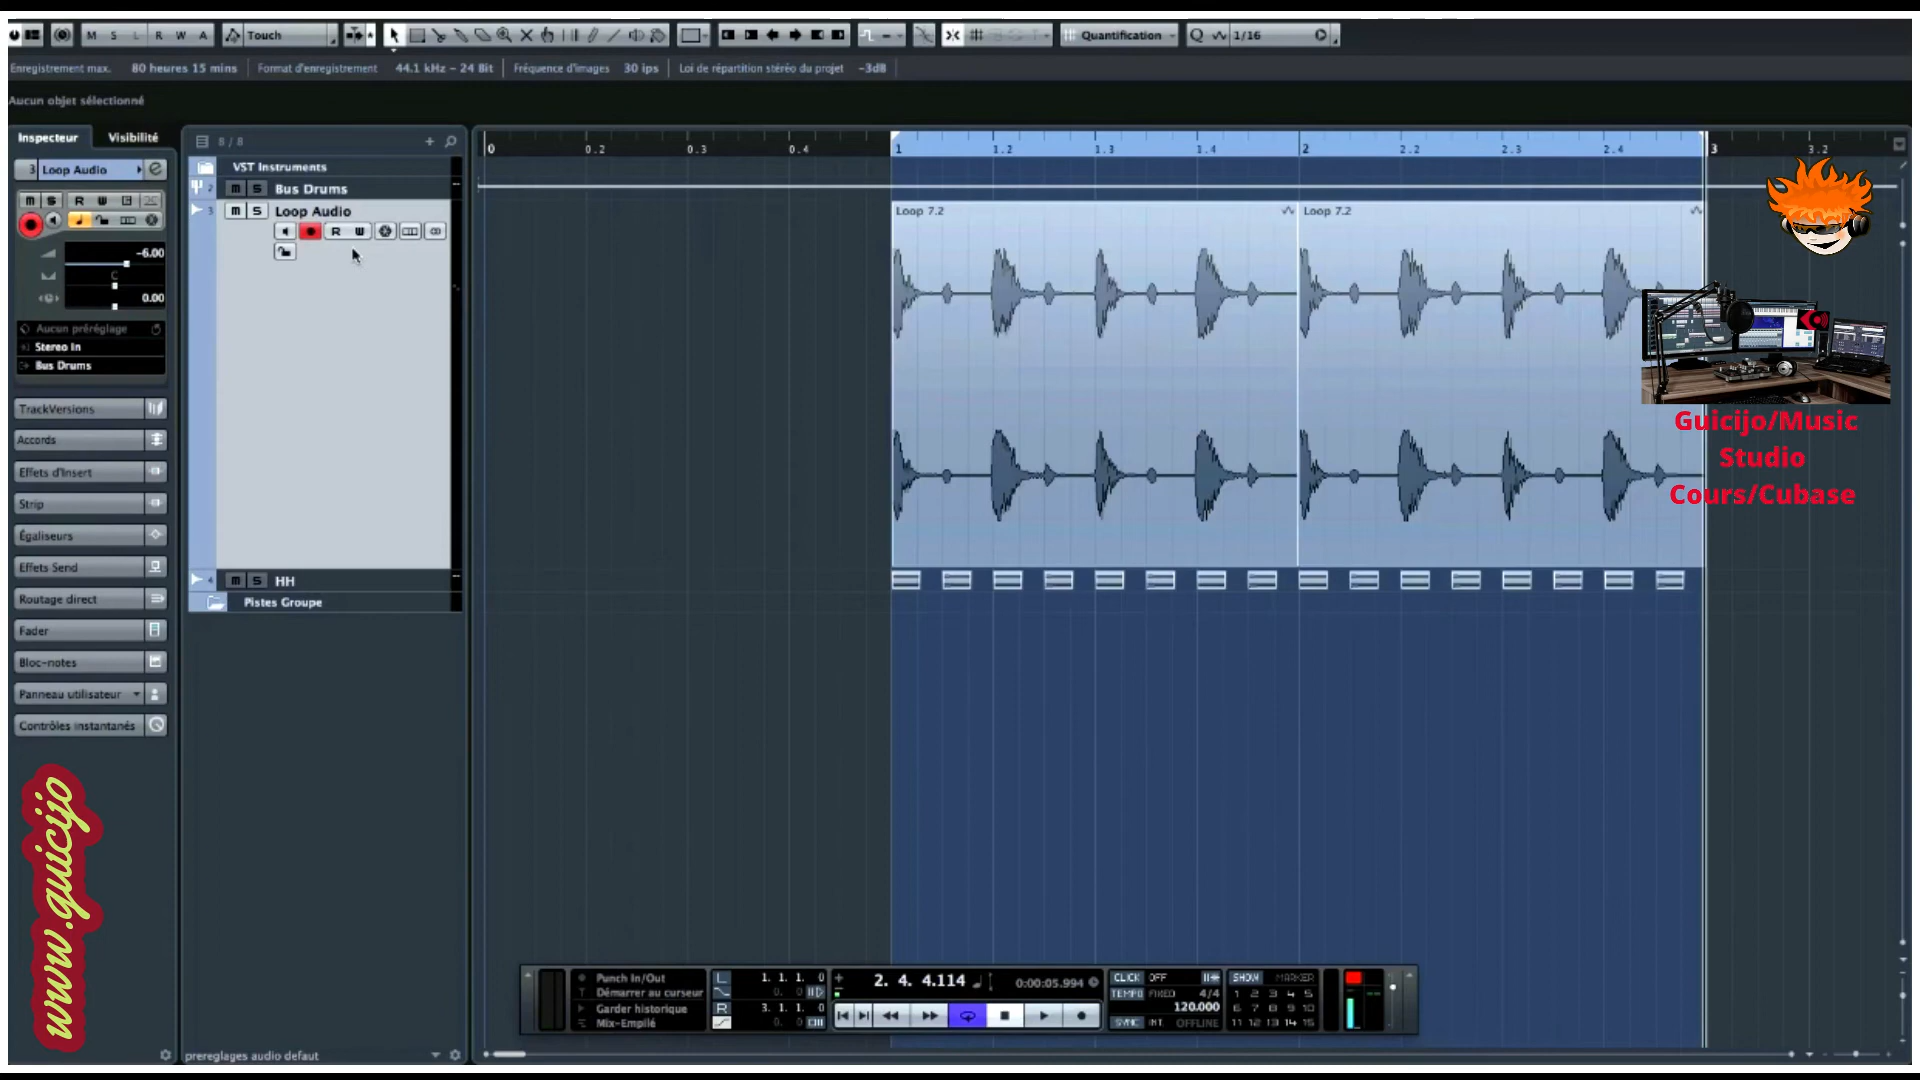 M S L R W A Touch Quantification Q 1/16
Enregistrement max. 80 heures 15 mins Format d'enregistrement 44.1 kHz - 24 Bit Fréquence d'images 30 ips Loi de répartition stéréo du projet -3dB
Aucun objet sélectionné
Inspecteur Visibilité 8 / 8
0 0.2 0.3 0.4 1 1.2 1.3 1.4 2 2.2 2.3 2.4 3 3.2
3 Loop Audio
m S R W
-6.00
C
0.00
Aucun préréglage
Stereo In
Bus Drums
TrackVersions
Accords
Effets d'Insert
Strip
Égaliseurs
Effets Send
Routage direct
Fader
Bloc-notes
Panneau utilisateur
Contrôles instantanés
VST Instruments
2 m S Bus Drums
3 m S Loop Audio
R W
4 m S HH
Pistes Groupe
Loop 7.2 Loop 7.2
Guicijo/Music
Studio
Cours/Cubase
www.guicijo
Punch In/Out
Démarrer au curseur
Garder historique
Mix-Empilé
L 1. 1. 1. 0
0. 0
R 3. 1. 1. 0
0. 0
2. 4. 4.114 0:00:05.994
CLICK OFF
TEMPO FIXED 4/4
120.000
SYNC INT. OFFLINE
SHOW MARKER
1 2 3 4 5
6 7 8 9 10
11 12 13 14 15
prereglages audio defaut